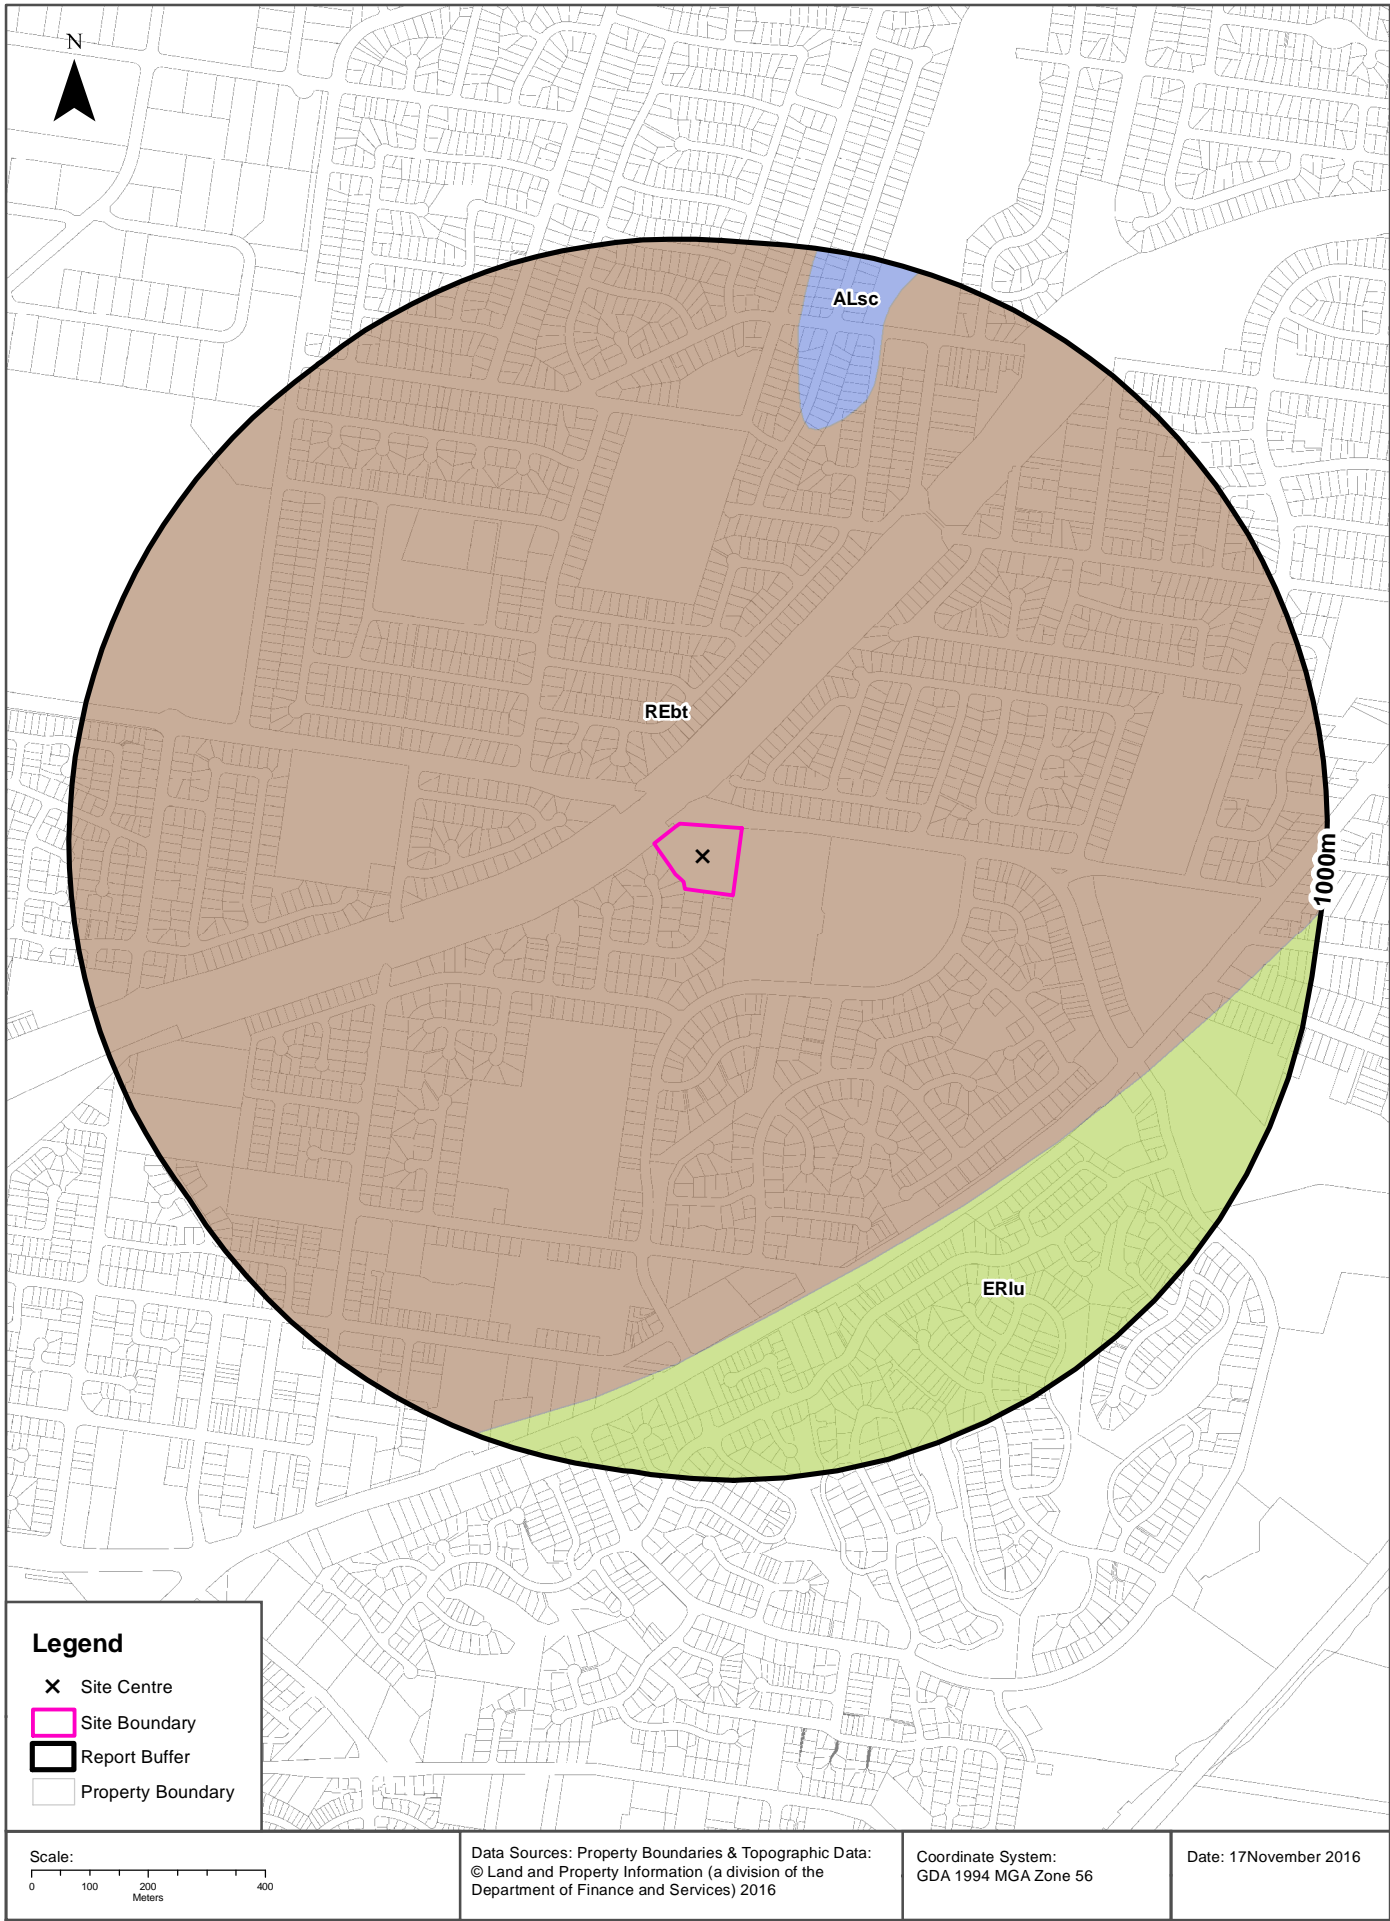 N
ALsc
REbt
1000m
ERlu
Legend
Site Centre
Site Boundary
Report Buffer
Property Boundary
Scale:
0 100 200 400
Meters
Data Sources: Property Boundaries & Topographic Data:
© Land and Property Information (a division of the
Department of Finance and Services) 2016
Coordinate System:
GDA 1994 MGA Zone 56
Date: 17November 2016